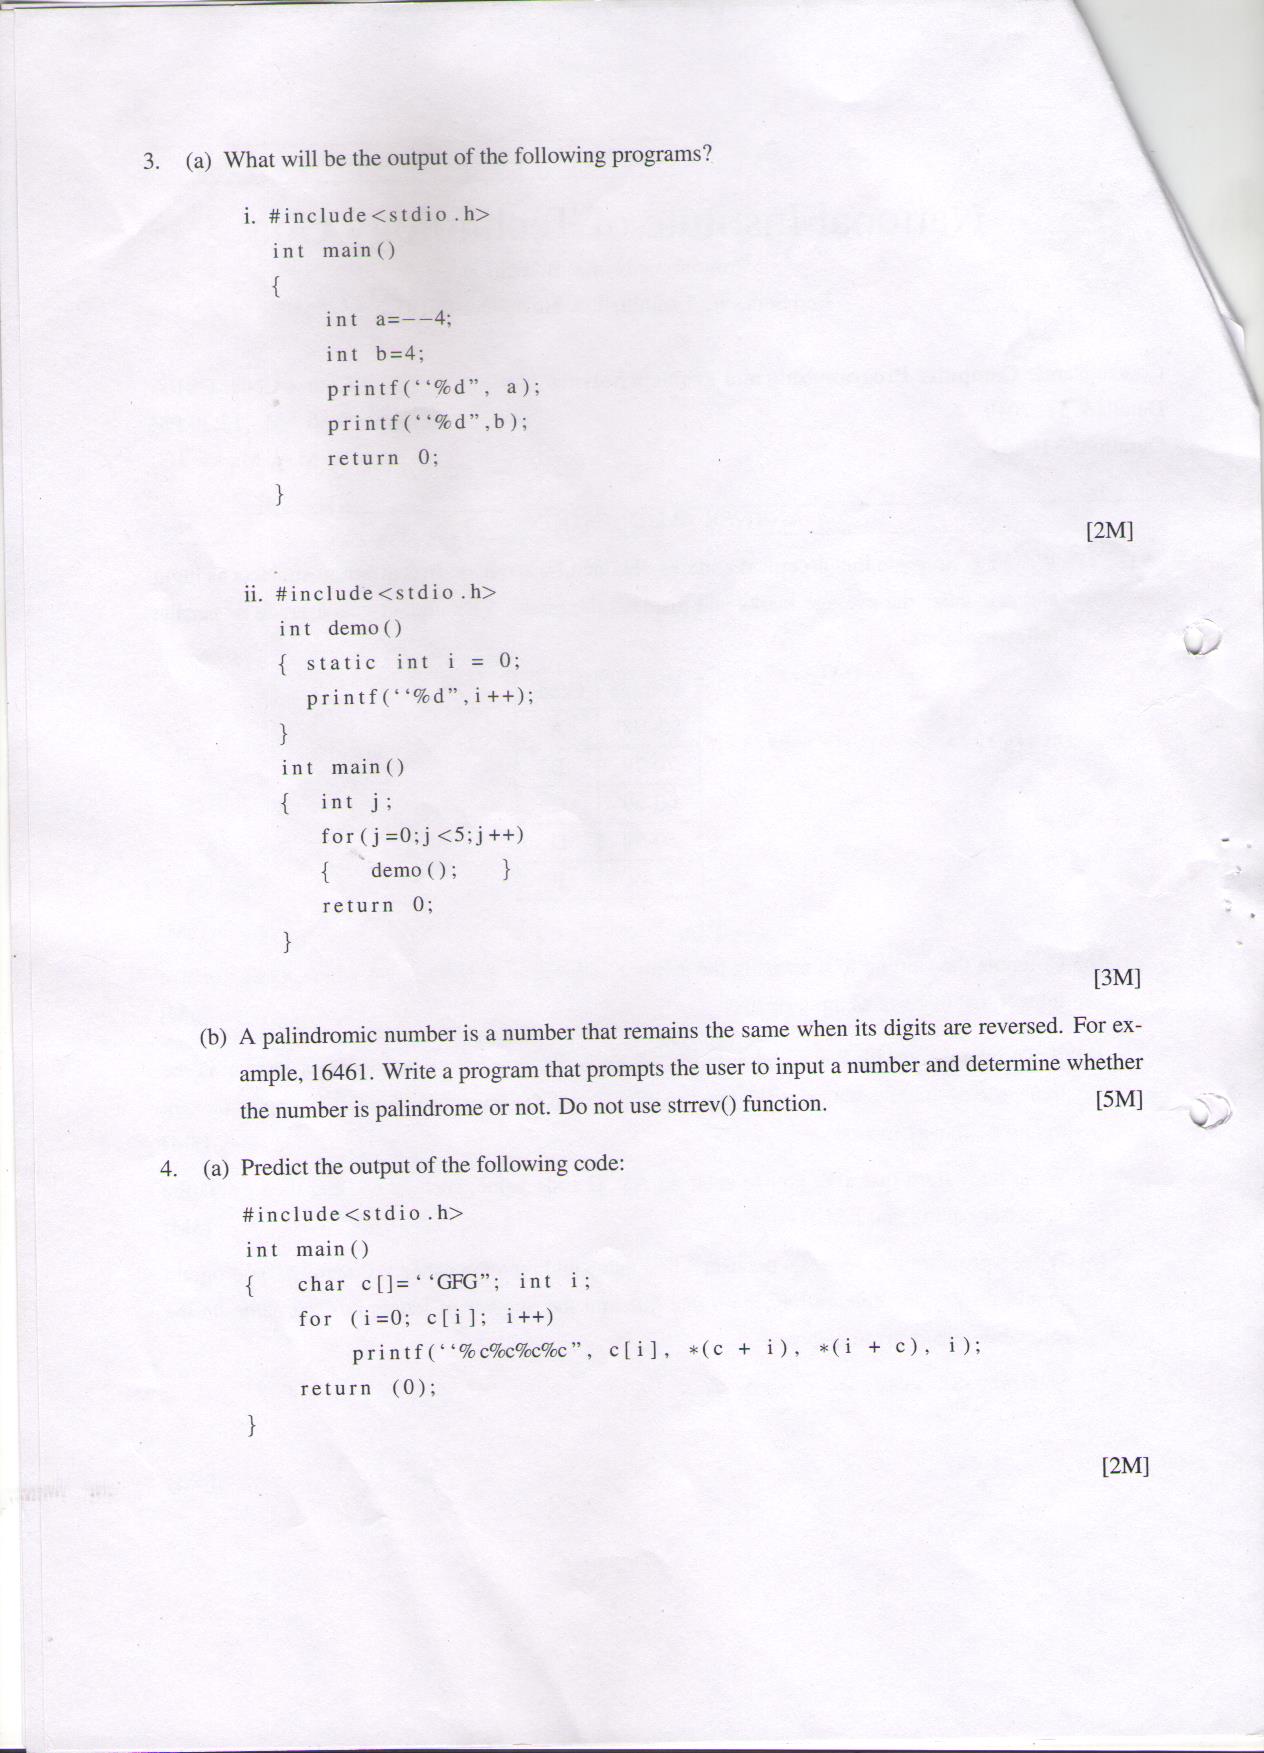 3. (a) What will be the output of the following programs?
i. #include<stdio.h>
int main()
{
int a=--4;
int b=4;
printf(‘‘%d”, a);
printf(‘‘%d”,b);
return 0;
}
[2M]
ii. #include<stdio.h>
int demo()
{ static int i = 0;
printf(‘‘%d”,i++);
}
int main()
{ int j;
for(j=0;j<5;j++)
{ demo(); }
return 0;
}
[3M]
(b) A palindromic number is a number that remains the same when its digits are reversed. For ex-
ample, 16461. Write a program that prompts the user to input a number and determine whether
the number is palindrome or not. Do not use strrev() function. [5M]
4. (a) Predict the output of the following code:
#include<stdio.h>
int main()
{ char c[]=‘‘GFG”; int i;
for (i=0; c[i]; i++)
printf(‘‘%c%c%c%c”, c[i], *(c + i), *(i + c), i);
return (0);
}
[2M]